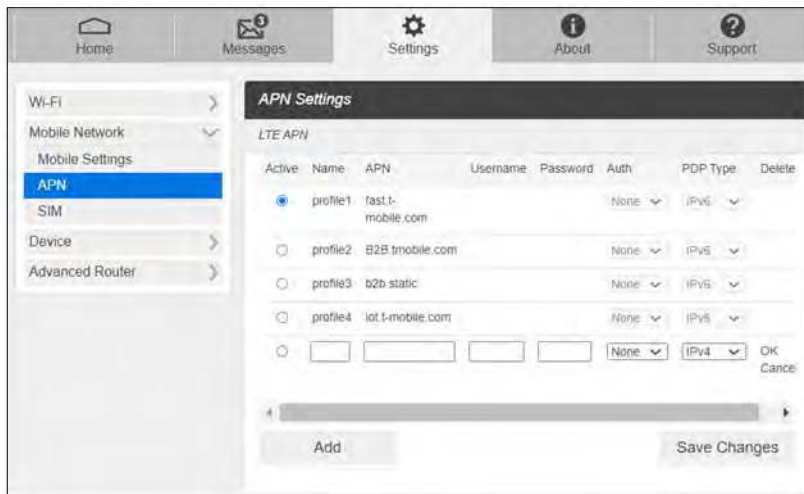 3
Home Messages Settings About Support
Wi-Fi
Mobile Network
Mobile Settings
APN
SIM
Device
Advanced Router
APN Settings
LTE APN
Active Name APN Username Password Auth PDP Type Delete
profile1 fast.t-
mobile.com None IPv6
profile2 B2B.tmobile.com None IPv6
profile3 b2b.static None IPv6
profile4 iot.t-mobile.com None IPv6
None IPv4 OK
Cance
Add Save Changes